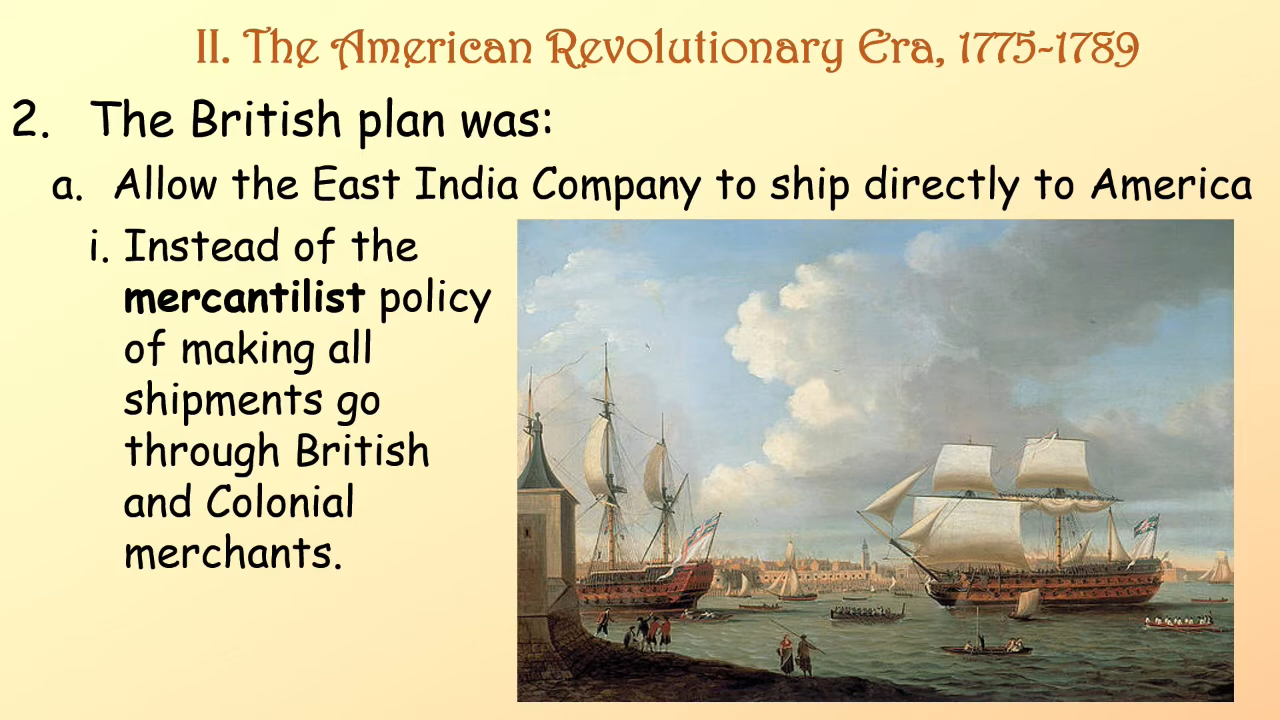 II. The American Revolutionary Era, 1775-1789
2. The British plan was:
a. Allow the East India Company to ship directly to America
i. Instead of the
mercantilist policy
of making all
shipments go
through British
and Colonial
merchants.